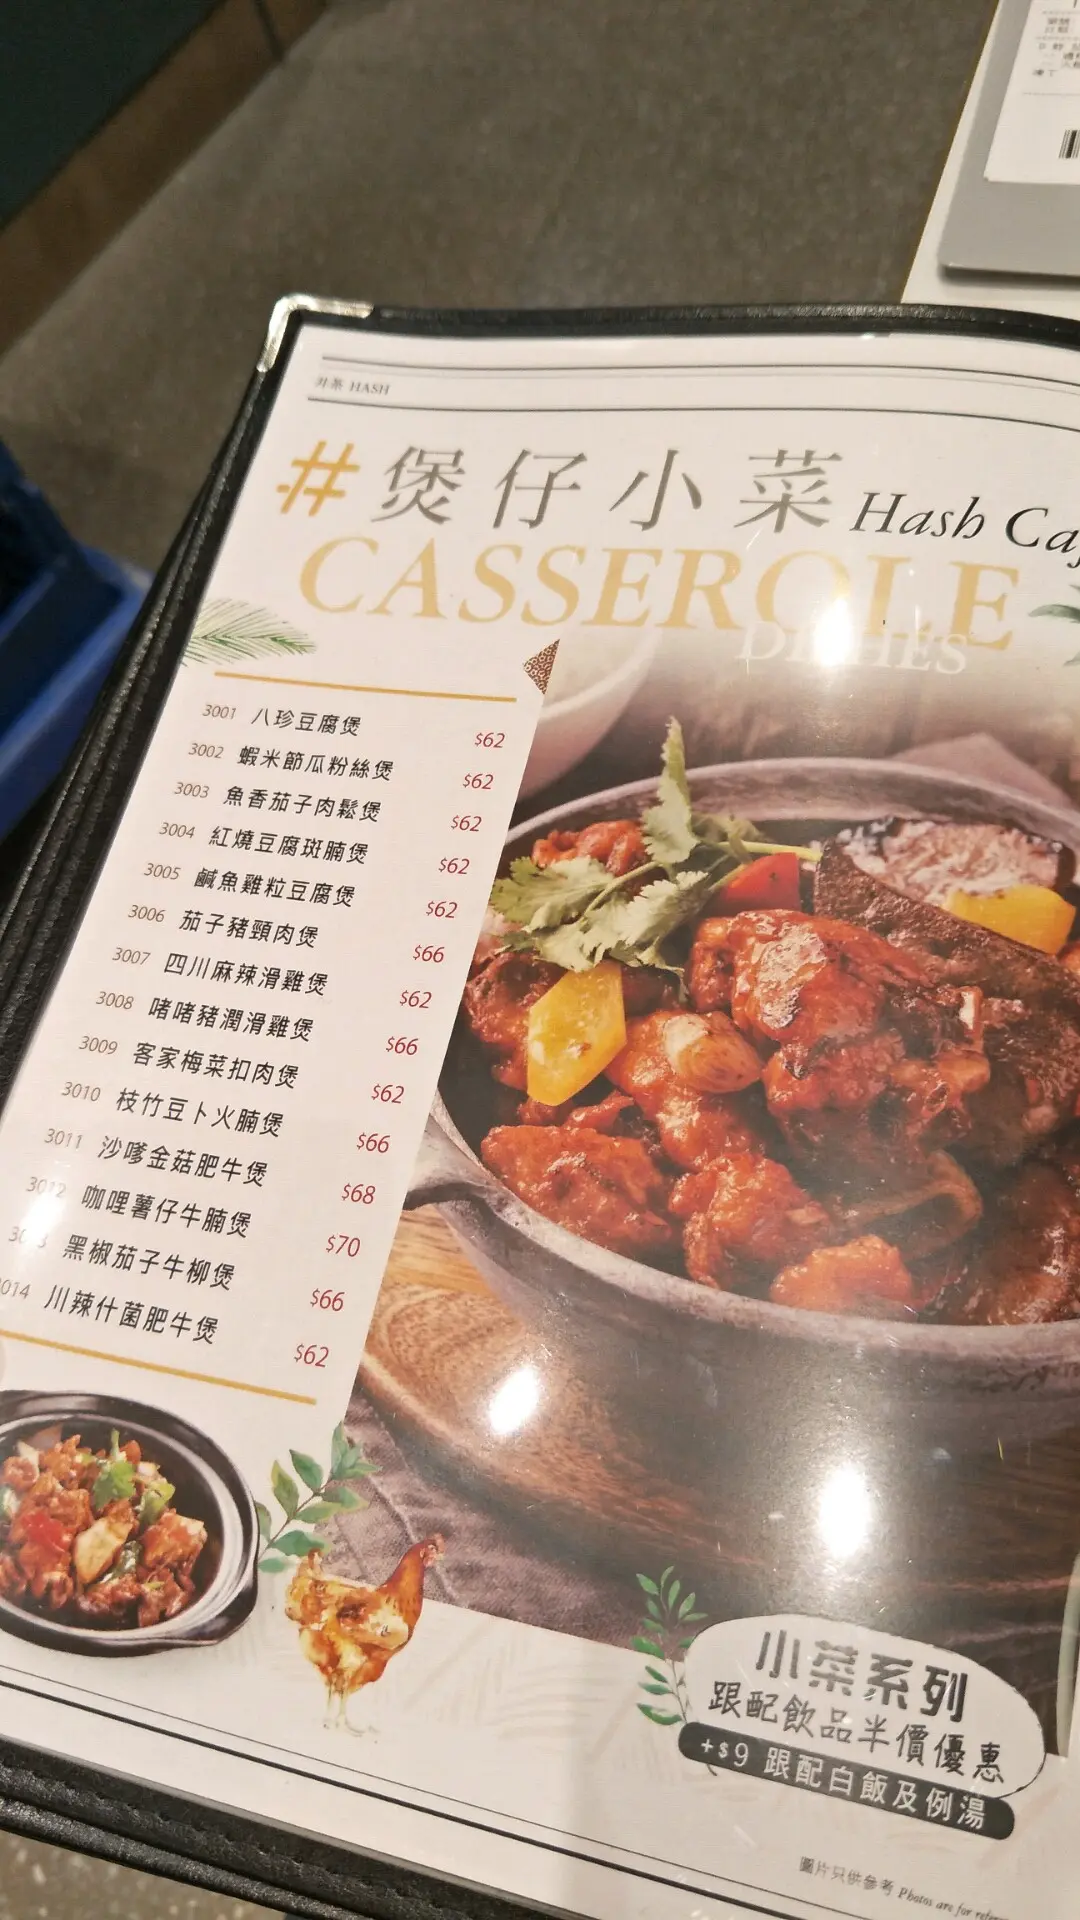 井茶 HASH
#煲仔小菜 Hash Ca
CASSEROLE
DISHES
3001 八珍豆腐煲 $62
3002 蝦米節瓜粉絲煲 $62
3003 魚香茄子肉鬆煲 $62
3004 紅燒豆腐斑腩煲 $62
3005 鹹魚雞粒豆腐煲 $62
3006 茄子豬頸肉煲 $66
3007 四川麻辣滑雞煲 $62
3008 啫啫豬潤滑雞煲 $66
3009 客家梅菜扣肉煲 $62
3010 枝竹豆卜火腩煲 $66
3011 沙嗲金菇肥牛煲 $68
3012 咖哩薯仔牛腩煲 $70
3013 黑椒茄子牛柳煲 $66
014 川辣什菌肥牛煲 $62
小菜系列
跟配飲品半價優惠
+$9 跟配白飯及例湯
圖片只供參考 Photos are for refer